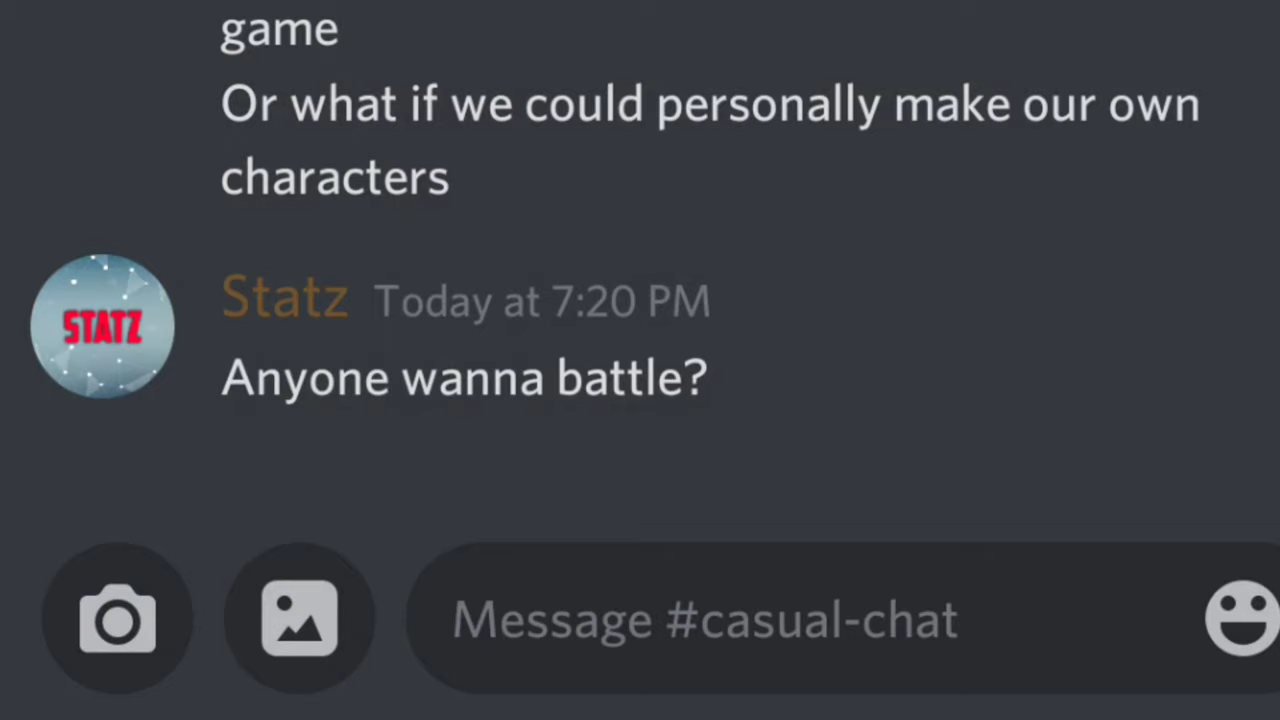 game
Or what if we could personally make our own
characters
STATZ
Statz Today at 7:20 PM
Anyone wanna battle?
Message #casual-chat